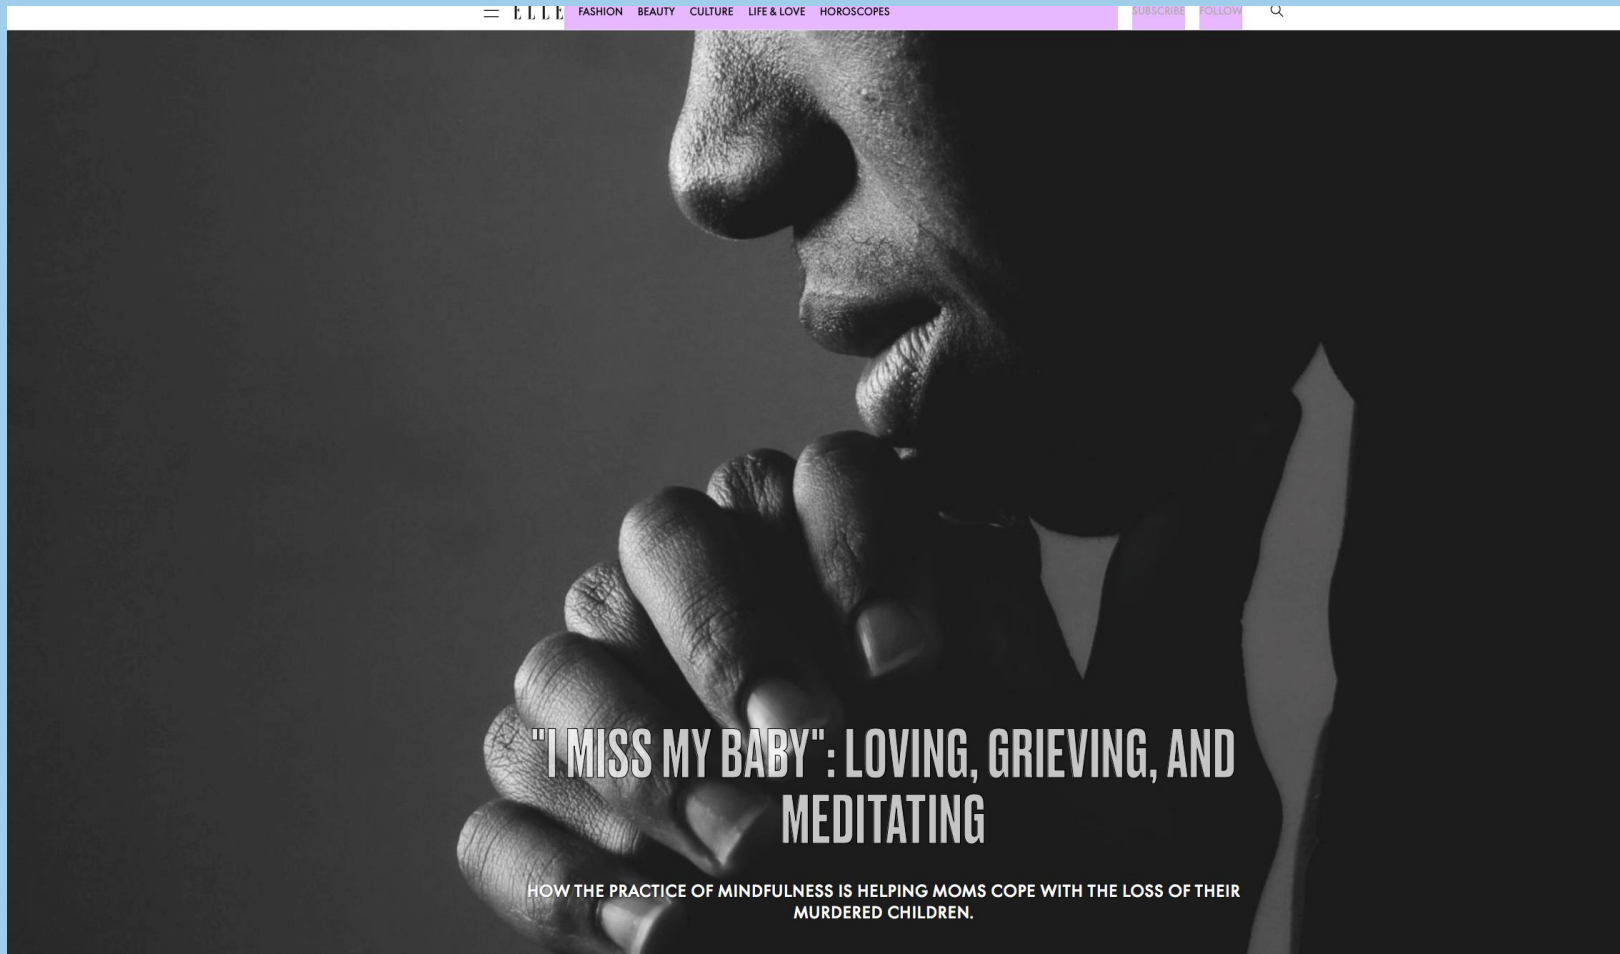 ELLE FASHION BEAUTY CULTURE LIFE & LOVE HOROSCOPES SUBSCRIBE FOLLOW
"I MISS MY BABY": LOVING, GRIEVING, AND
MEDITATING
HOW THE PRACTICE OF MINDFULNESS IS HELPING MOMS COPE WITH THE LOSS OF THEIR
MURDERED CHILDREN.